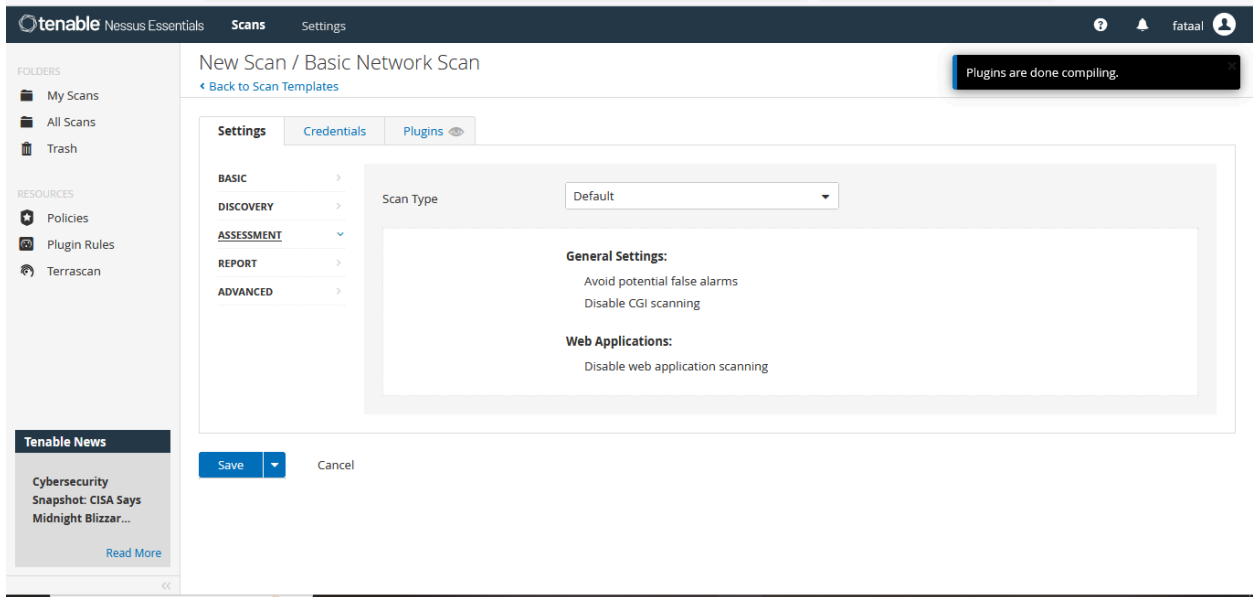 tenable Nessus Essentials Scans Settings fataal
FOLDERS
My Scans
All Scans
Trash
RESOURCES
Policies
Plugin Rules
Terrascan
Tenable News
Cybersecurity
Snapshot: CISA Says
Midnight Blizzar...
Read More
New Scan / Basic Network Scan
Back to Scan Templates
Plugins are done compiling.
Settings Credentials Plugins
BASIC
DISCOVERY
ASSESSMENT
REPORT
ADVANCED
Scan Type Default
General Settings:
Avoid potential false alarms
Disable CGI scanning
Web Applications:
Disable web application scanning
Save Cancel